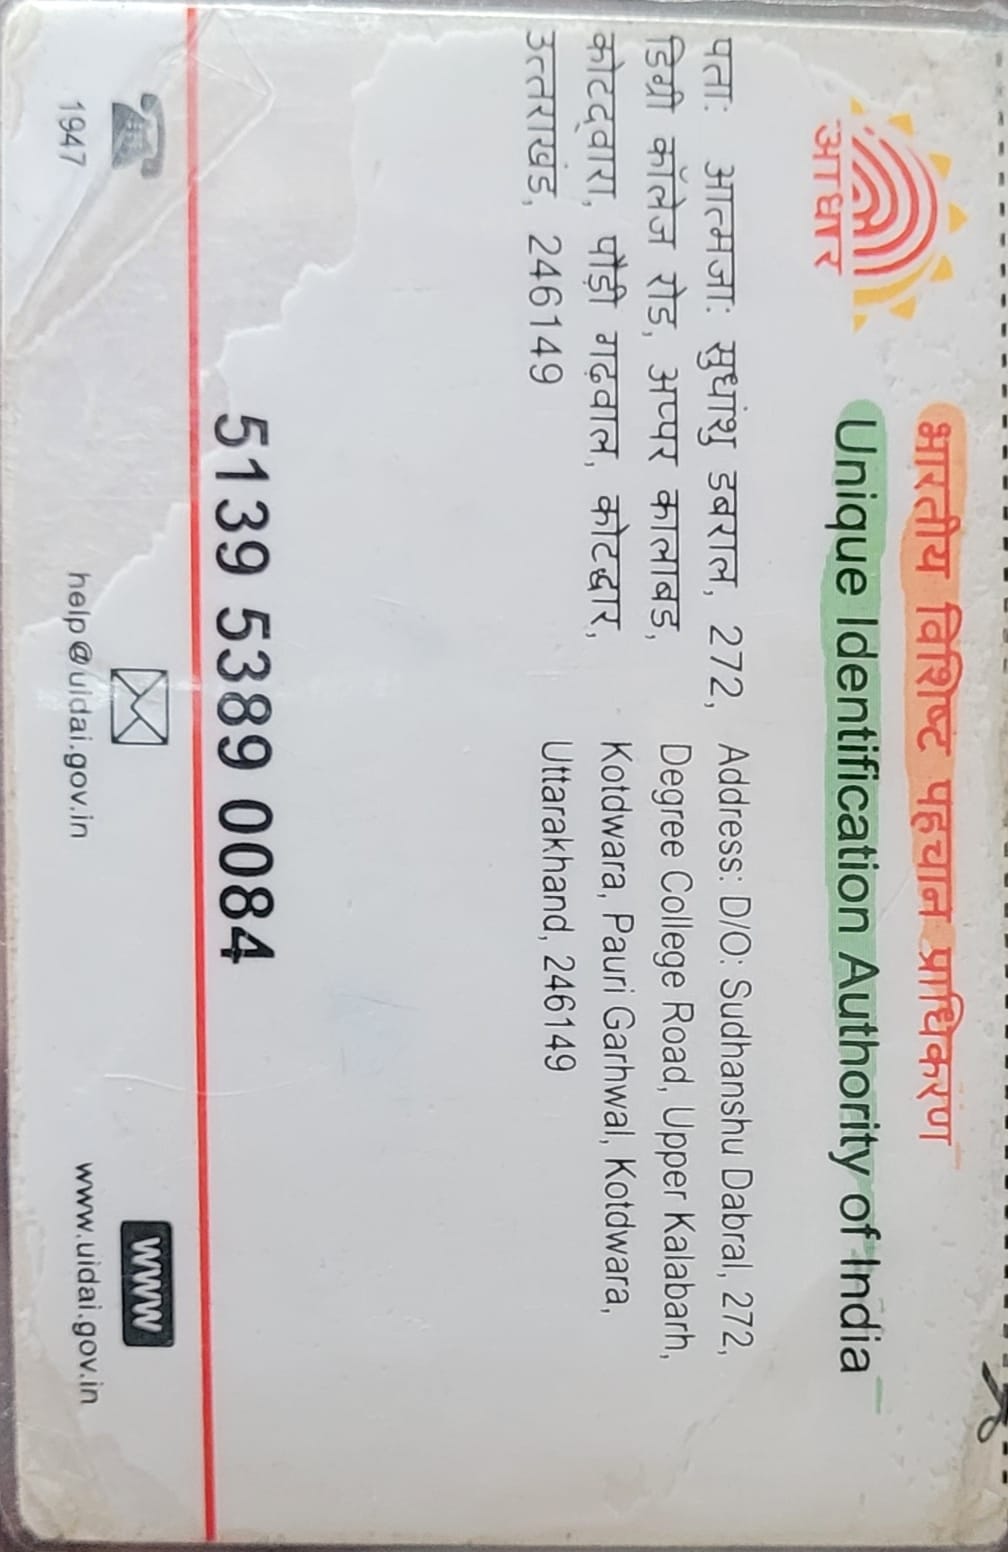 भारतीय विशिष्ट पहचान प्राधिकरण
Unique Identification Authority of India
आधार
पता: आत्मजा: सुधांशु डबराल, 272,
डिग्री कॉलेज रोड, अप्पर कालाबड,
कोटद्वारा, पौड़ी गढ़वाल, कोटद्धार,
उत्तराखंड, 246149
Address: D/O: Sudhanshu Dabral, 272,
Degree College Road, Upper Kalabarh,
Kotdwara, Pauri Garhwal, Kotdwara,
Uttarakhand, 246149
5139 5389 0084
1947
help@uidai.gov.in
www
www.uidai.gov.in